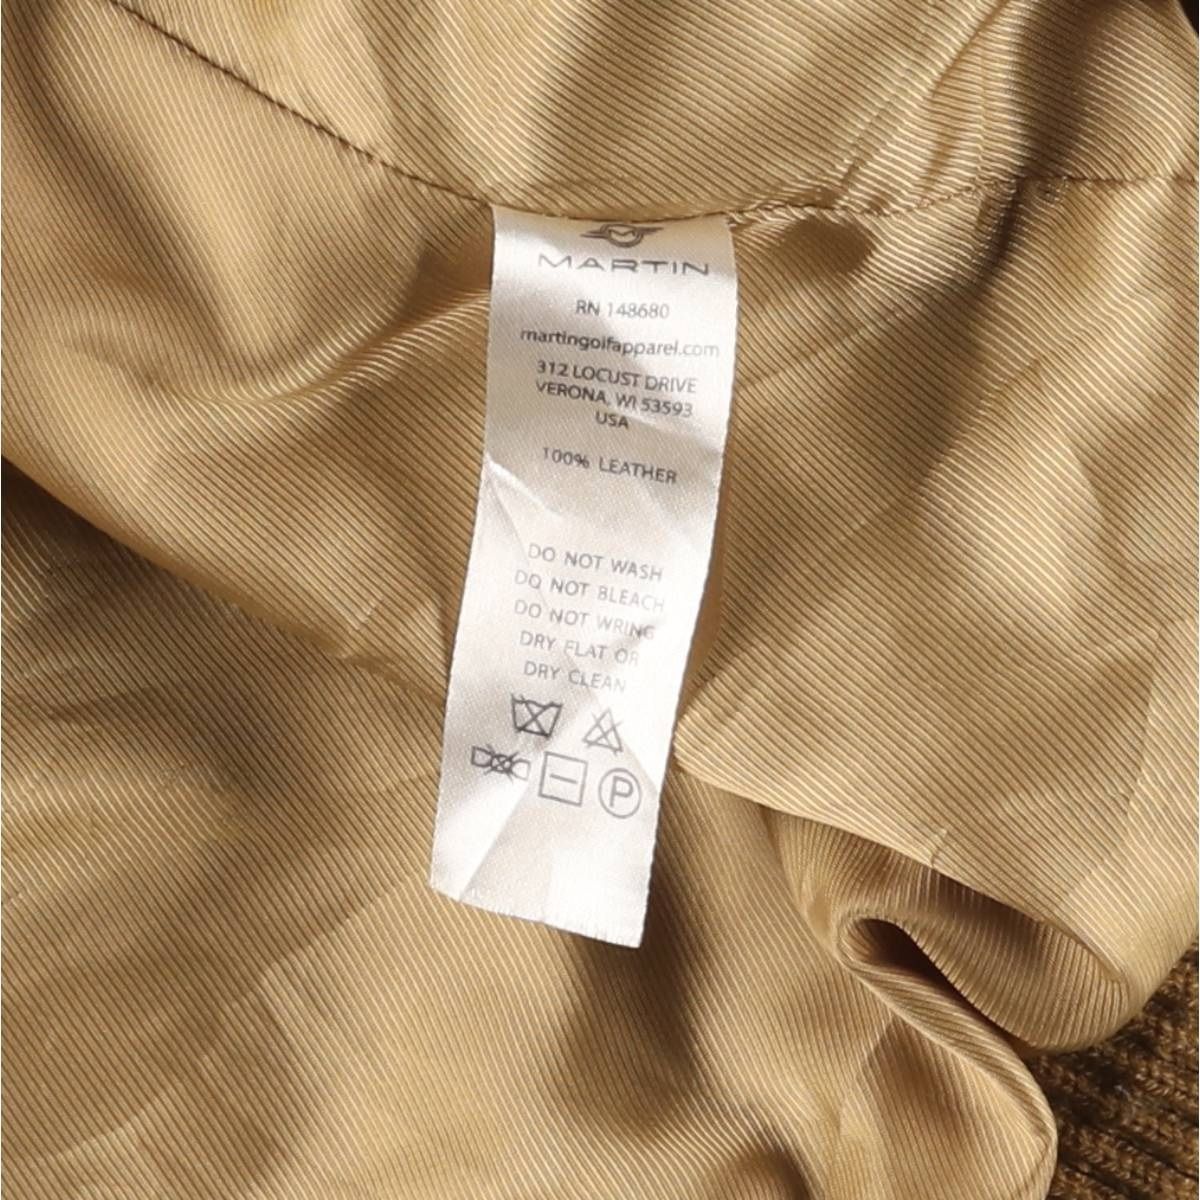 MARTIN
RN 148680
martingolfapparel.com
312 LOCUST DRIVE
VERONA, WI 53593
USA
100% LEATHER
DO NOT WASH
DO NOT BLEACH
DO NOT WRING
DRY FLAT OR
DRY CLEAN
P